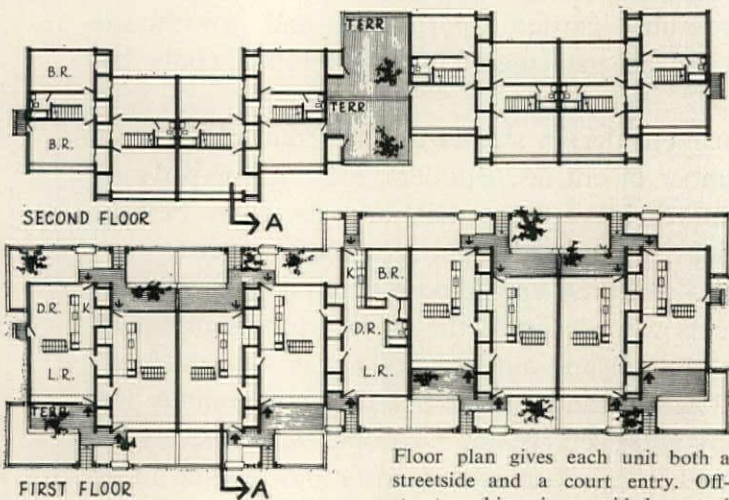 TERR
B.R.
TERR
B.R.
SECOND FLOOR
A
K
B.R.
D.R.
K
D.R.
L.R.
L.R.
TERR
Floor plan gives each unit both a
streetside and a court entry. Off-
FIRST FLOOR
A